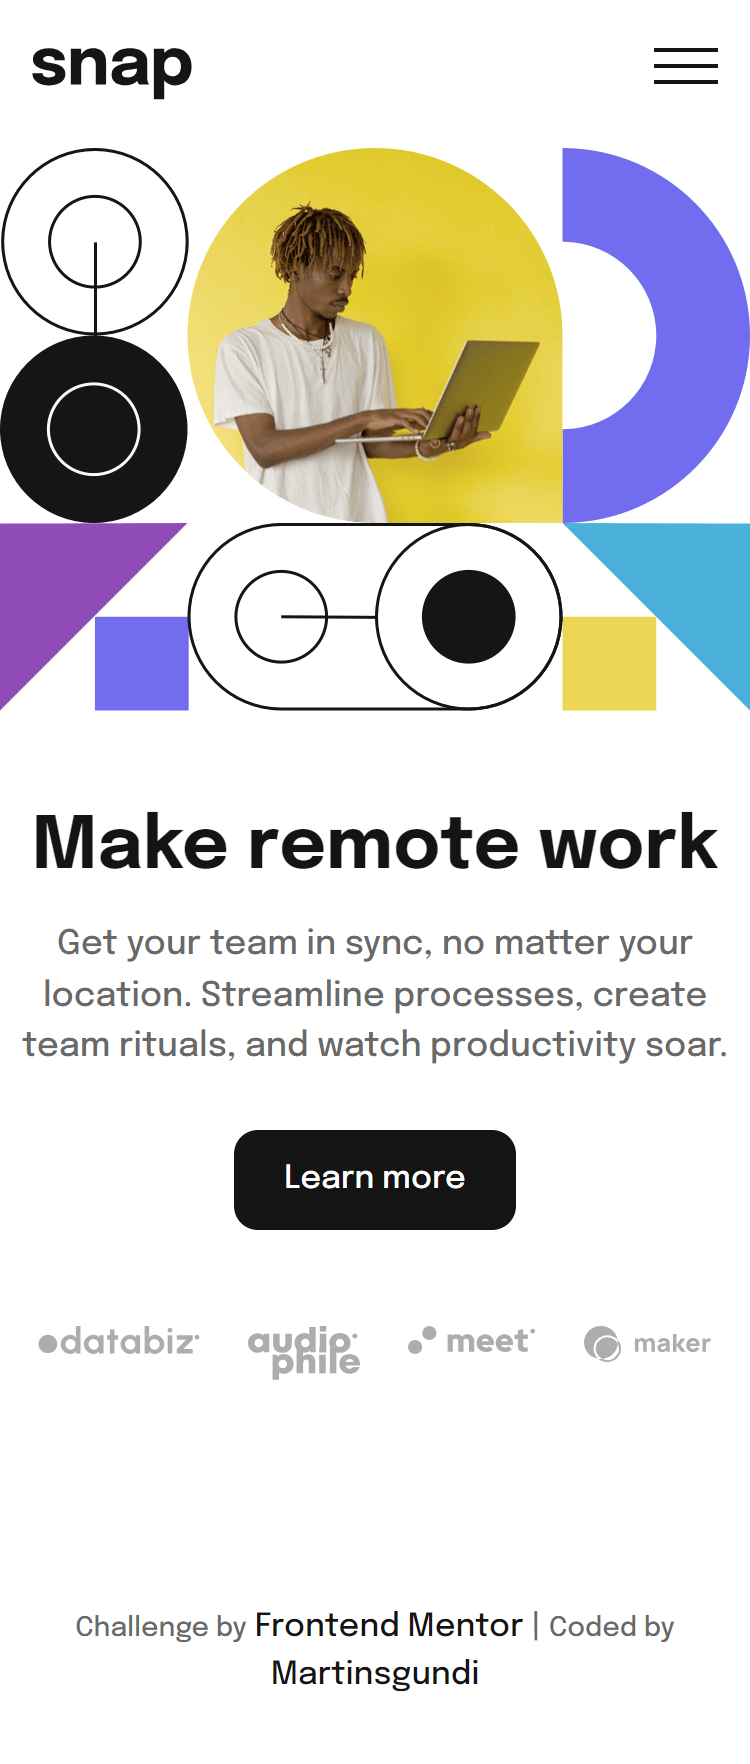 snap
Make remote work
Get your team in sync, no matter your
location. Streamline processes, create
team rituals, and watch productivity soar.
Learn more
databiz
audio
phile
meet
maker
Challenge by Frontend Mentor | Coded by
Martinsgundi